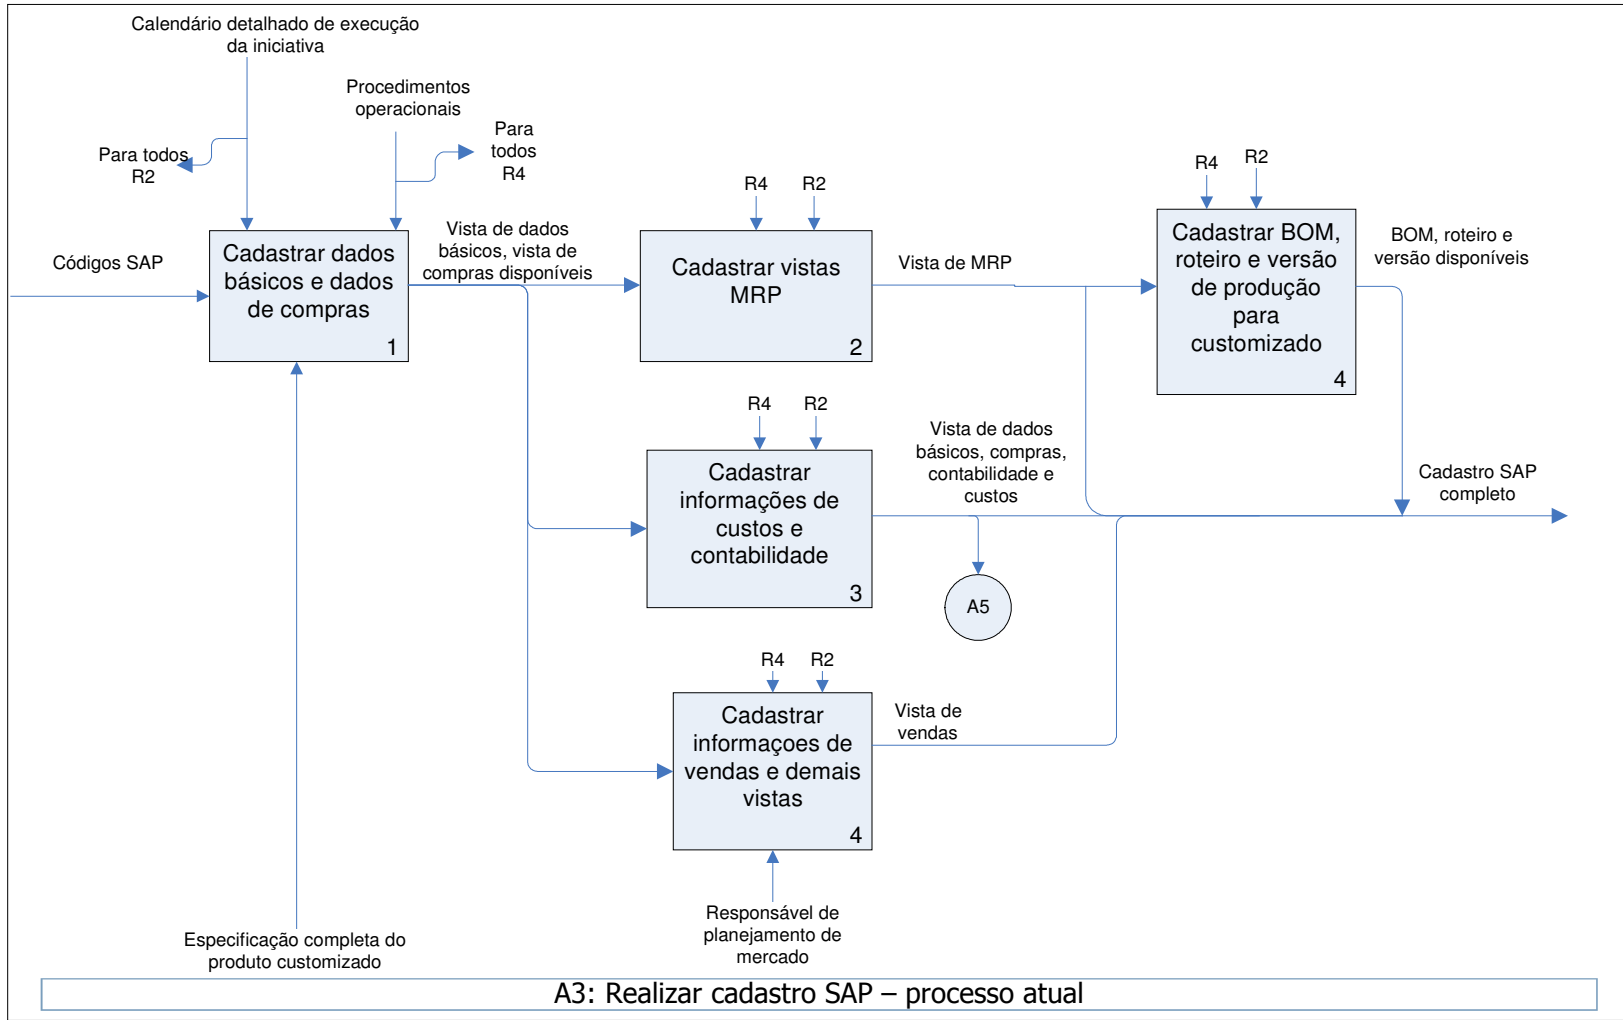 Calendário detalhado de execução
da iniciativa
Procedimentos
operacionais
Para todos
R2
Para
todos
R4
R4
R2
R4
R2
Códigos SAP
Cadastrar dados
básicos e dados
de compras
1
Vista de dados
básicos, vista de
compras disponíveis
Cadastrar vistas
MRP
2
Vista de MRP
Cadastrar BOM,
roteiro e versão
de produção
para
customizado
4
BOM, roteiro e
versão disponíveis
R4
R2
Cadastrar
informações de
custos e
contabilidade
3
Vista de dados
básicos, compras,
contabilidade e
custos
Cadastro SAP
completo
A5
R4
R2
Cadastrar
informaçoes de
vendas e demais
vistas
4
Vista de
vendas
Especificação completa do
produto customizado
Responsável de
planejamento de
mercado
A3: Realizar cadastro SAP – processo atual